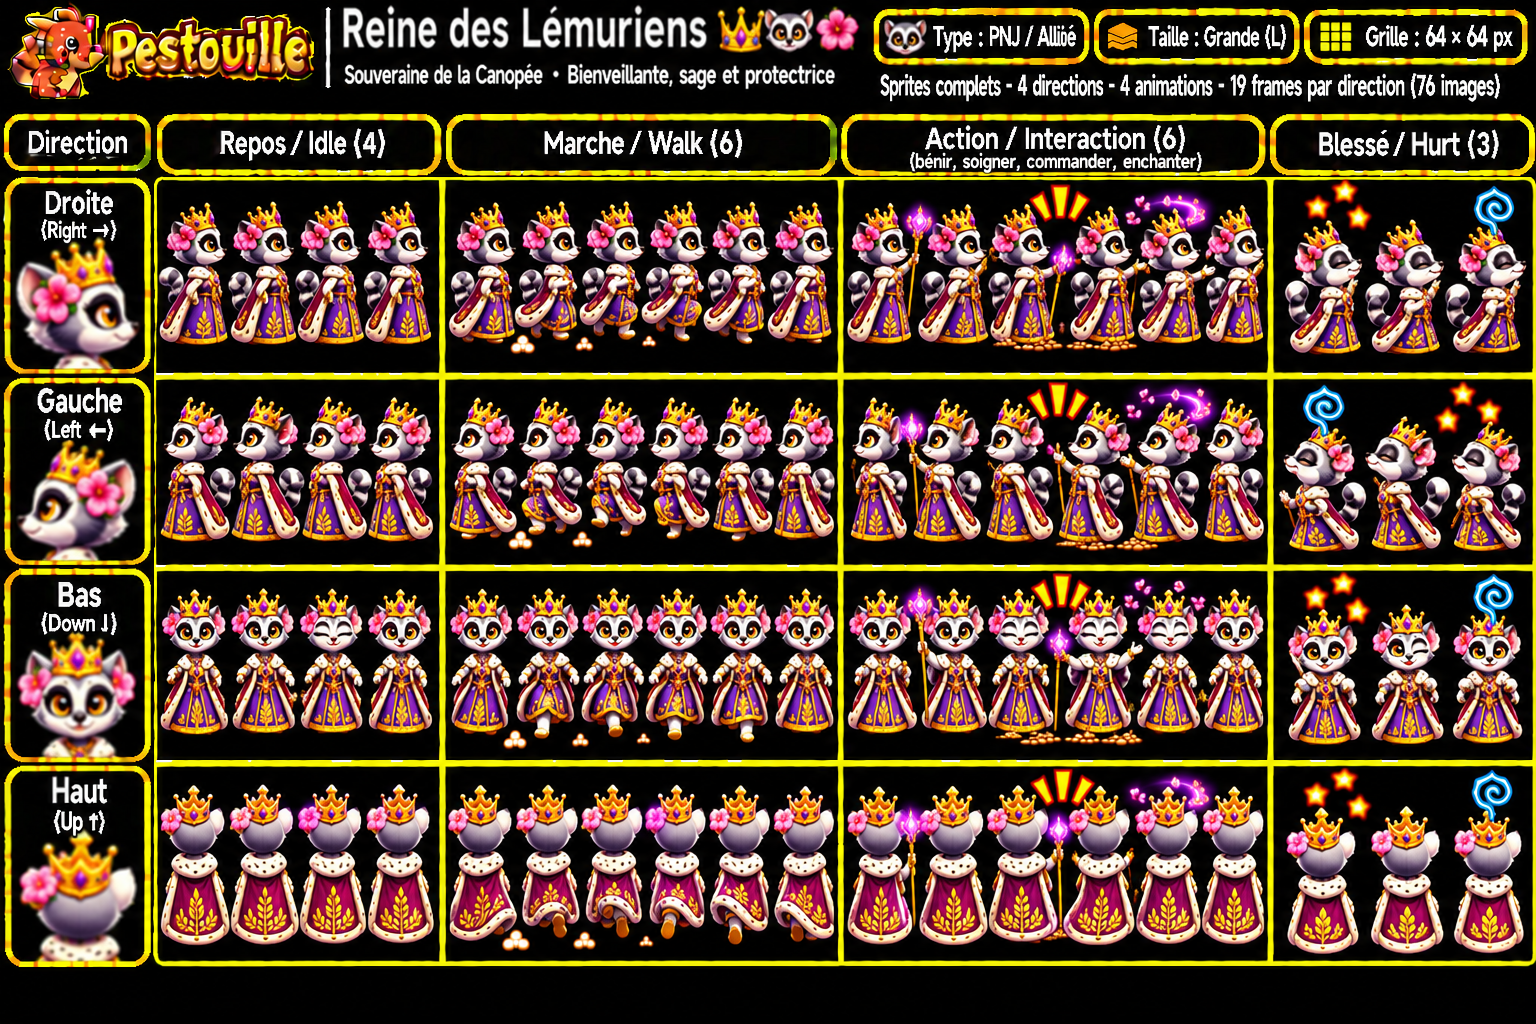 Pestouille
Reine des Lémuriens
Souveraine de la Canopée • Bienveillante, sage et protectrice
Type : PNJ / Allié
Taille : Grande (L)
Grille : 64 × 64 px
Sprites complets - 4 directions - 4 animations - 19 frames par direction (76 images)
Direction
Repos / Idle (4)
Marche / Walk (6)
Action / Interaction (6)
(bénir, soigner, commander, enchanter)
Blessé / Hurt (3)
Droite
(Right →)
Gauche
(Left ←)
Bas
(Down ↓)
Haut
(Up ↑)